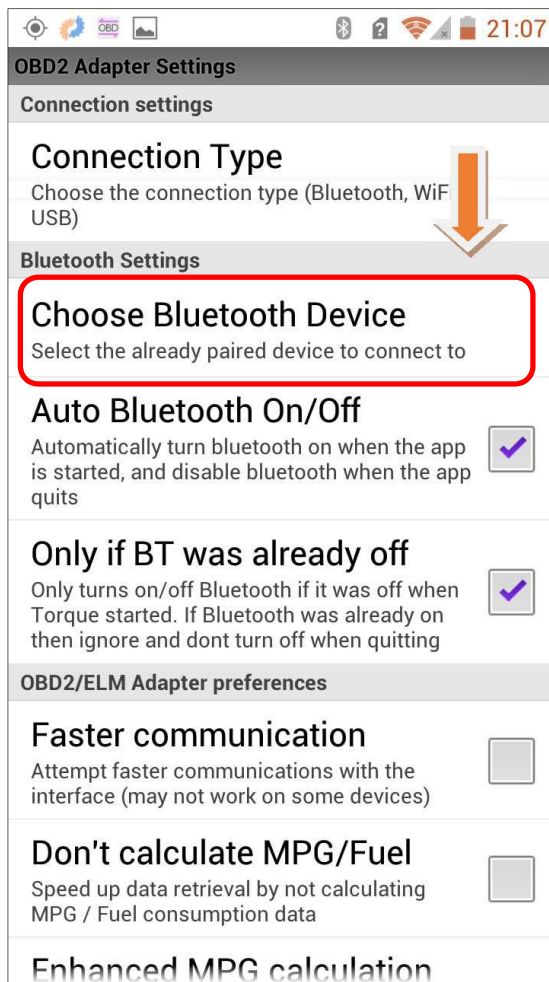 OBD
21:07
OBD2 Adapter Settings
Connection settings
Connection Type
Choose the connection type (Bluetooth, WiF
USB)
Bluetooth Settings
Choose Bluetooth Device
Select the already paired device to connect to
Auto Bluetooth On/Off
Automatically turn bluetooth on when the app
is started, and disable bluetooth when the app
quits
Only if BT was already off
Only turns on/off Bluetooth if it was off when
Torque started. If Bluetooth was already on
then ignore and dont turn off when quitting
OBD2/ELM Adapter preferences
Faster communication
Attempt faster communications with the
interface (may not work on some devices)
Don't calculate MPG/Fuel
Speed up data retrieval by not calculating
MPG / Fuel consumption data
Enhanced MPG calculation